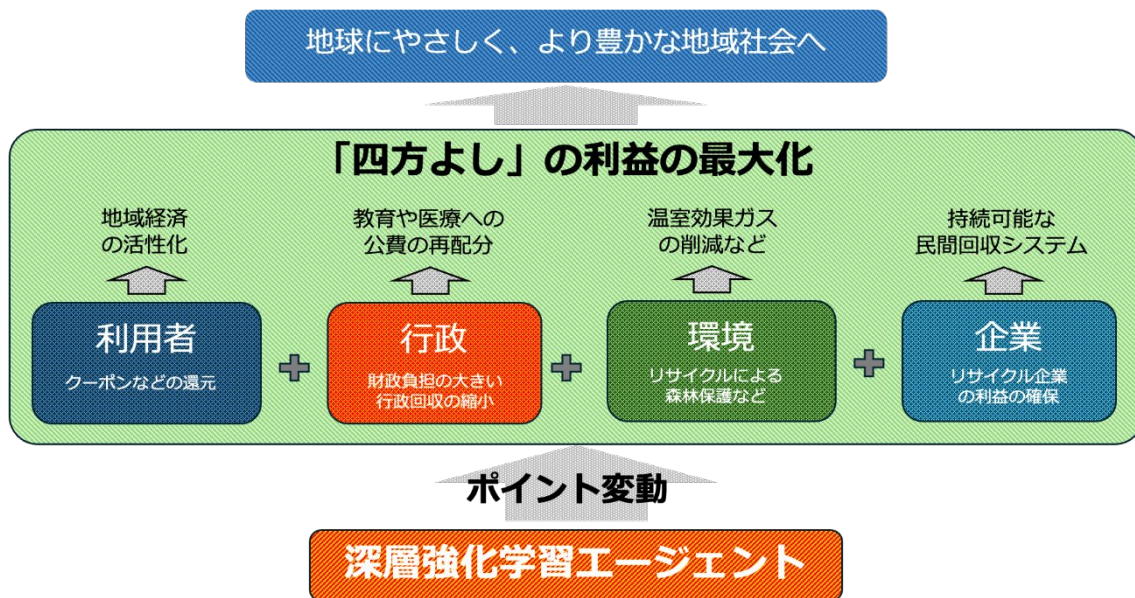 地球にやさしく、より豊かな地域社会へ
「四方よし」の利益の最大化
地域経済
の活性化
教育や医療への
公費の再配分
温室効果ガス
の削減など
持続可能な
民間回収システム
利用者
クーポンなどの還元
行政
財政負担の大きい
行政回収の縮小
環境
リサイクルによる
森林保護など
企業
リサイクル企業
の利益の確保
ポイント変動
深層強化学習エージェント